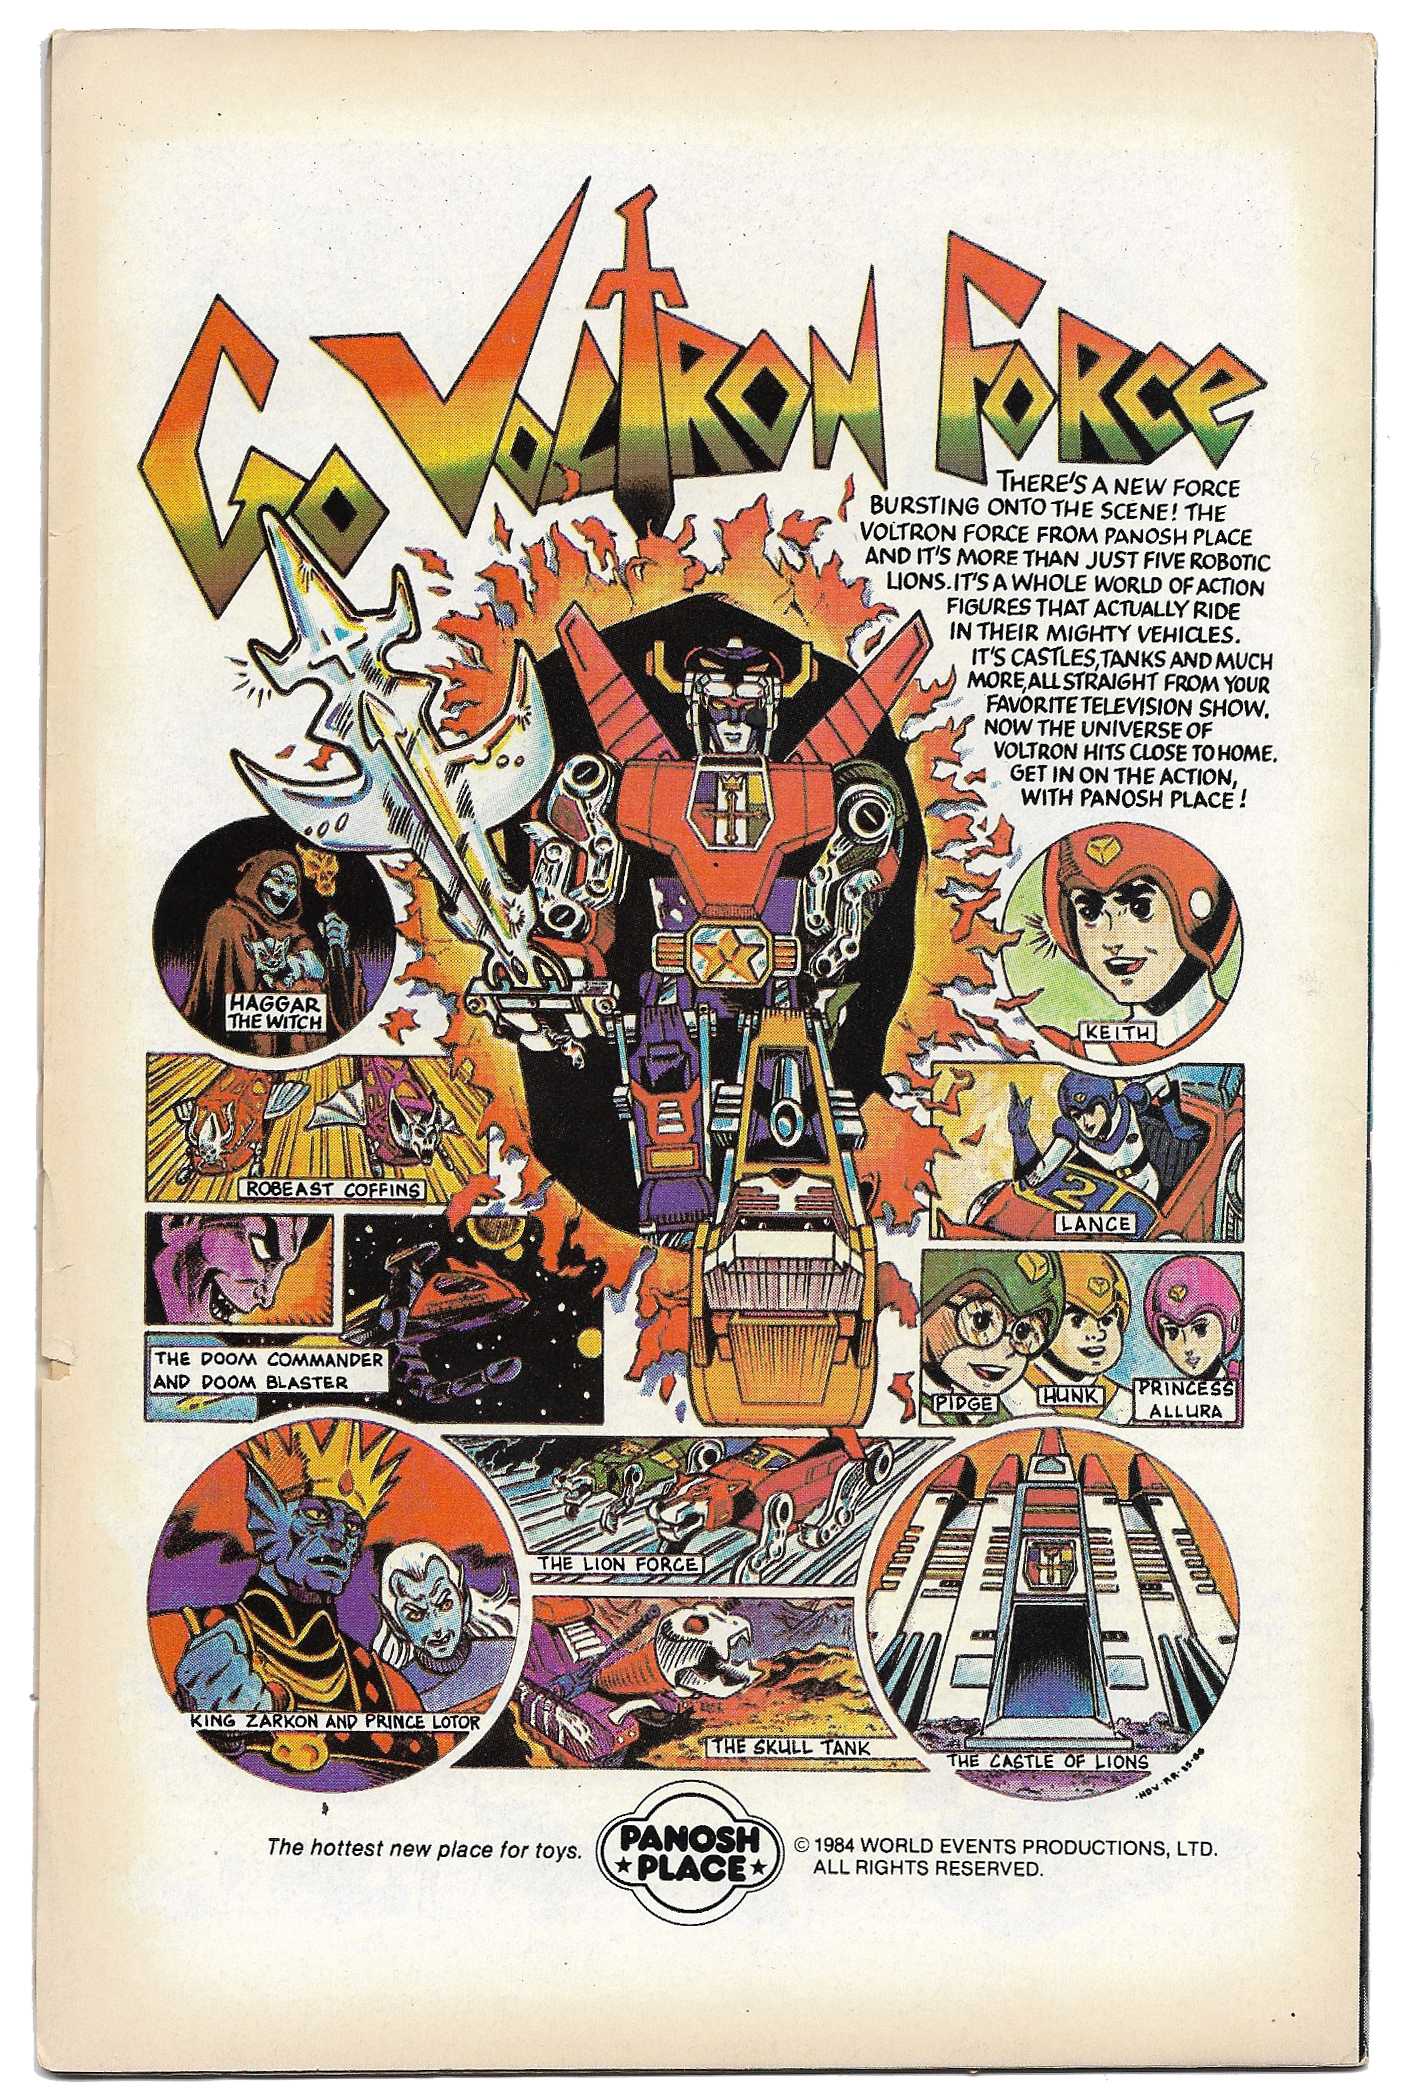 GO VOLTRON FORCE
THERE'S A NEW FORCE
BURSTING ONTO THE SCENE! THE
VOLTRON FORCE FROM PANOSH PLACE
AND IT'S MORE THAN JUST FIVE ROBOTIC
LIONS. IT'S A WHOLE WORLD OF ACTION
FIGURES THAT ACTUALLY RIDE
IN THEIR MIGHTY VEHICLES.
IT'S CASTLES, TANKS AND MUCH
MORE, ALL STRAIGHT FROM YOUR
FAVORITE TELEVISION SHOW.
NOW THE UNIVERSE OF
VOLTRON HITS CLOSE TO HOME.
GET IN ON THE ACTION,
WITH PANOSH PLACE!
HAGGAR
THE WITCH
KEITH
ROBEAST COFFINS
2
LANCE
THE DOOM COMMANDER
AND DOOM BLASTER
PIDGE
HUNK
PRINCESS
ALLURA
KING ZARKON AND PRINCE LOTOR
THE LION FORCE
THE SKULL TANK
THE CASTLE OF LIONS
The hottest new place for toys.
PANOSH
PLACE
© 1984 WORLD EVENTS PRODUCTIONS, LTD.
ALL RIGHTS RESERVED.